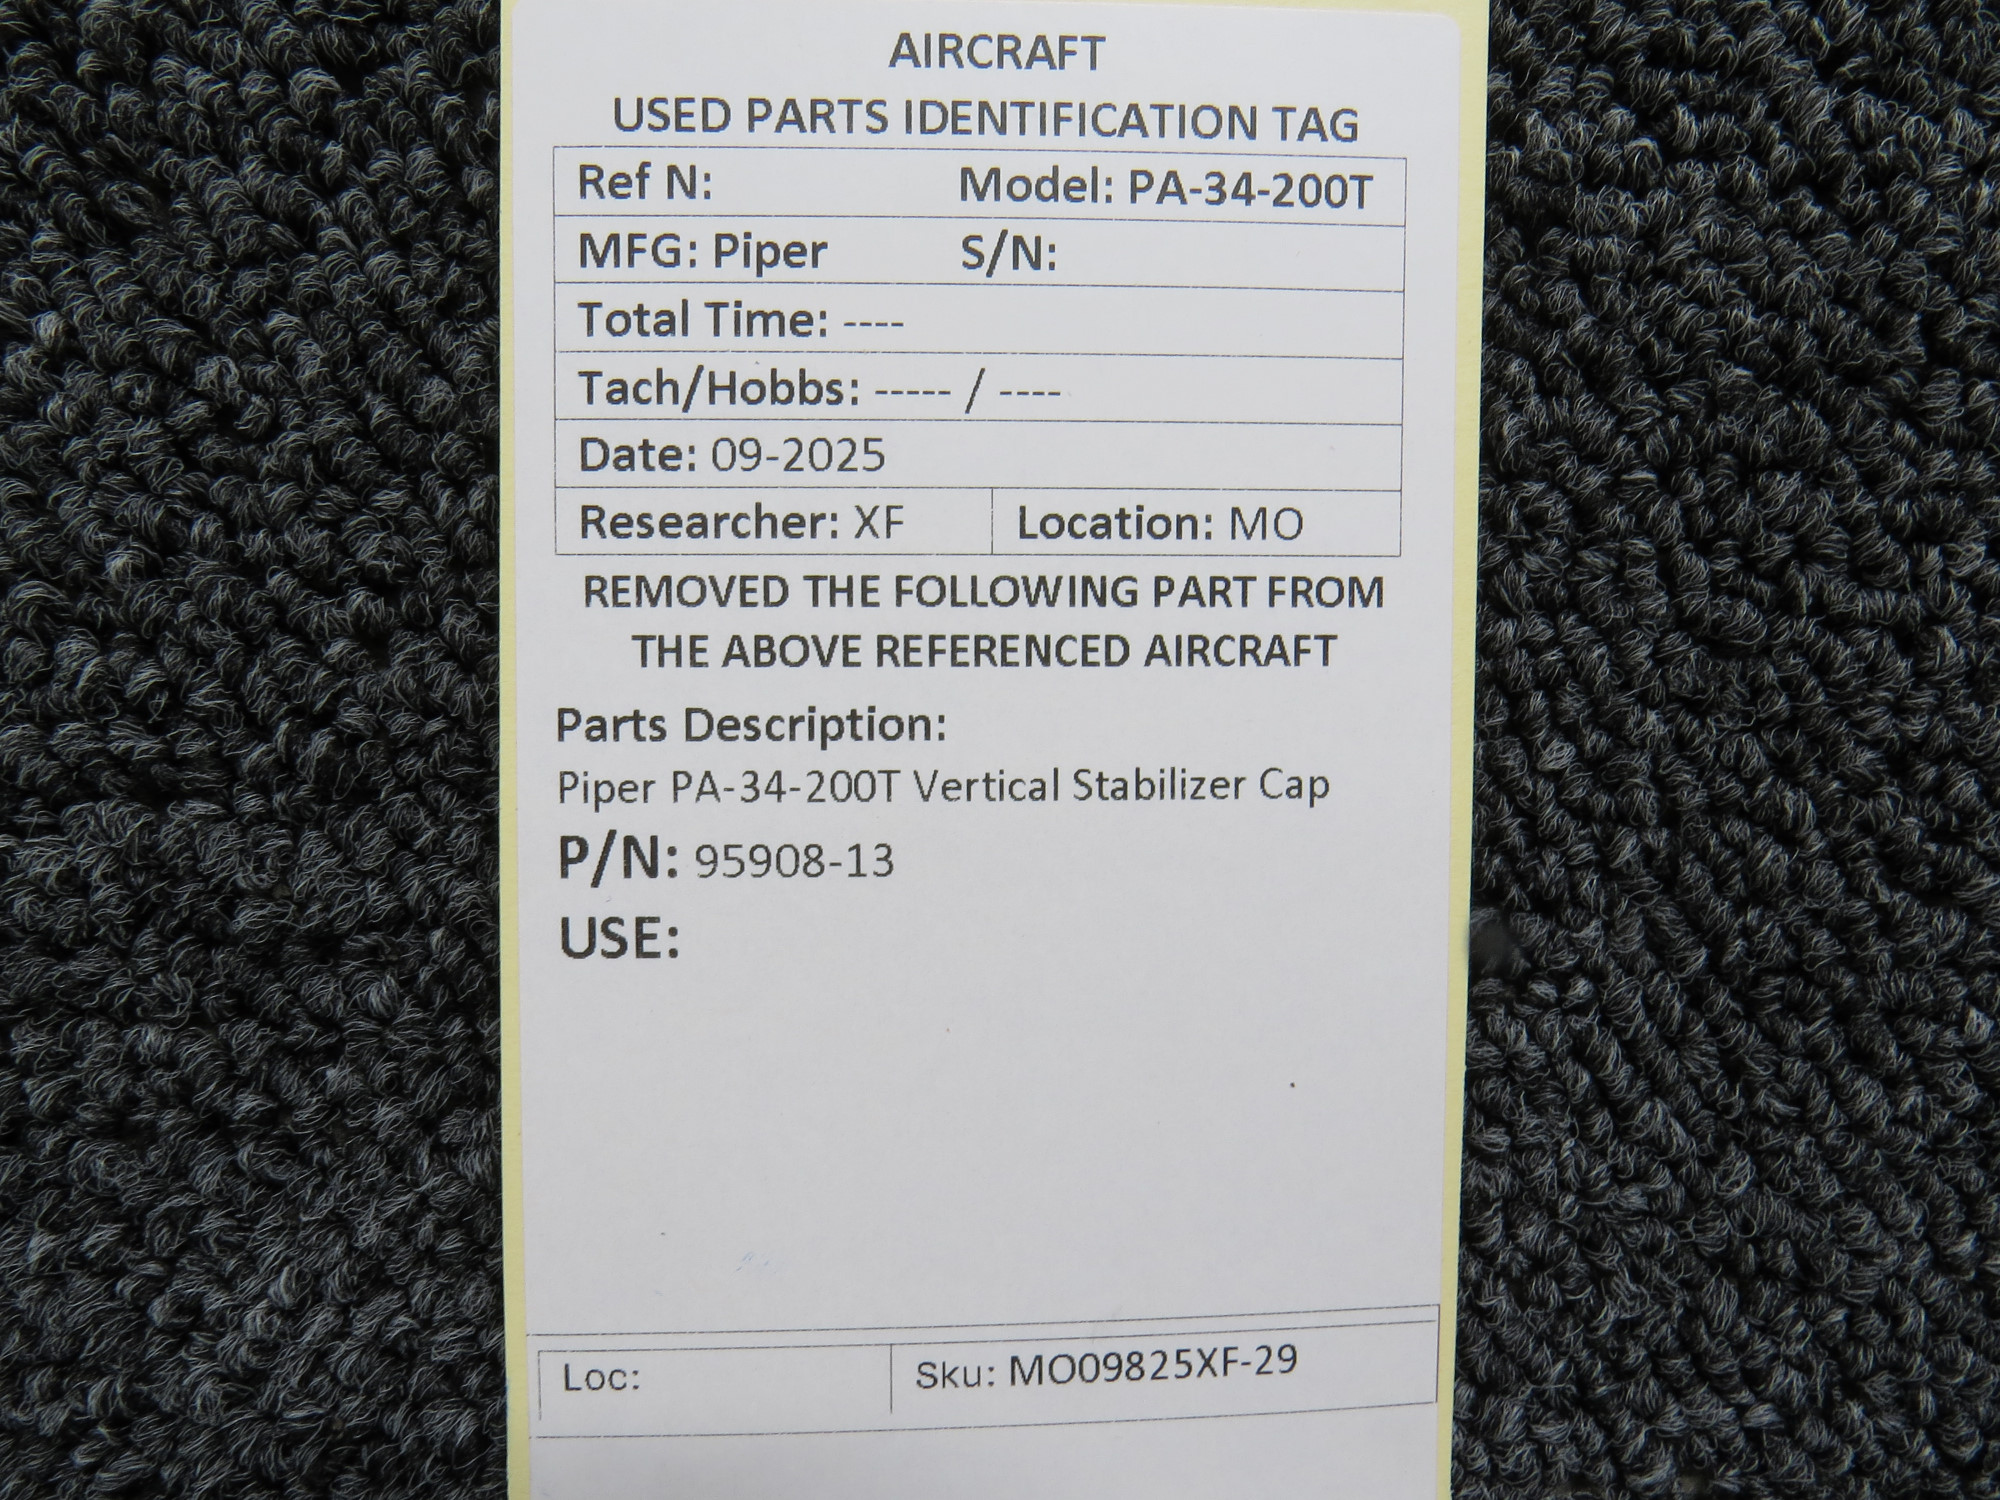 AIRCRAFT
USED PARTS IDENTIFICATION TAG
Ref N: Model: PA-34-200T
MFG: Piper S/N:
Total Time: ----
Tach/Hobbs: ----- / ----
Date: 09-2025
Researcher: XF Location: MO
REMOVED THE FOLLOWING PART FROM
THE ABOVE REFERENCED AIRCRAFT
Parts Description:
Piper PA-34-200T Vertical Stabilizer Cap
P/N: 95908-13
USE:
Loc: Sku: MO09825XF-29